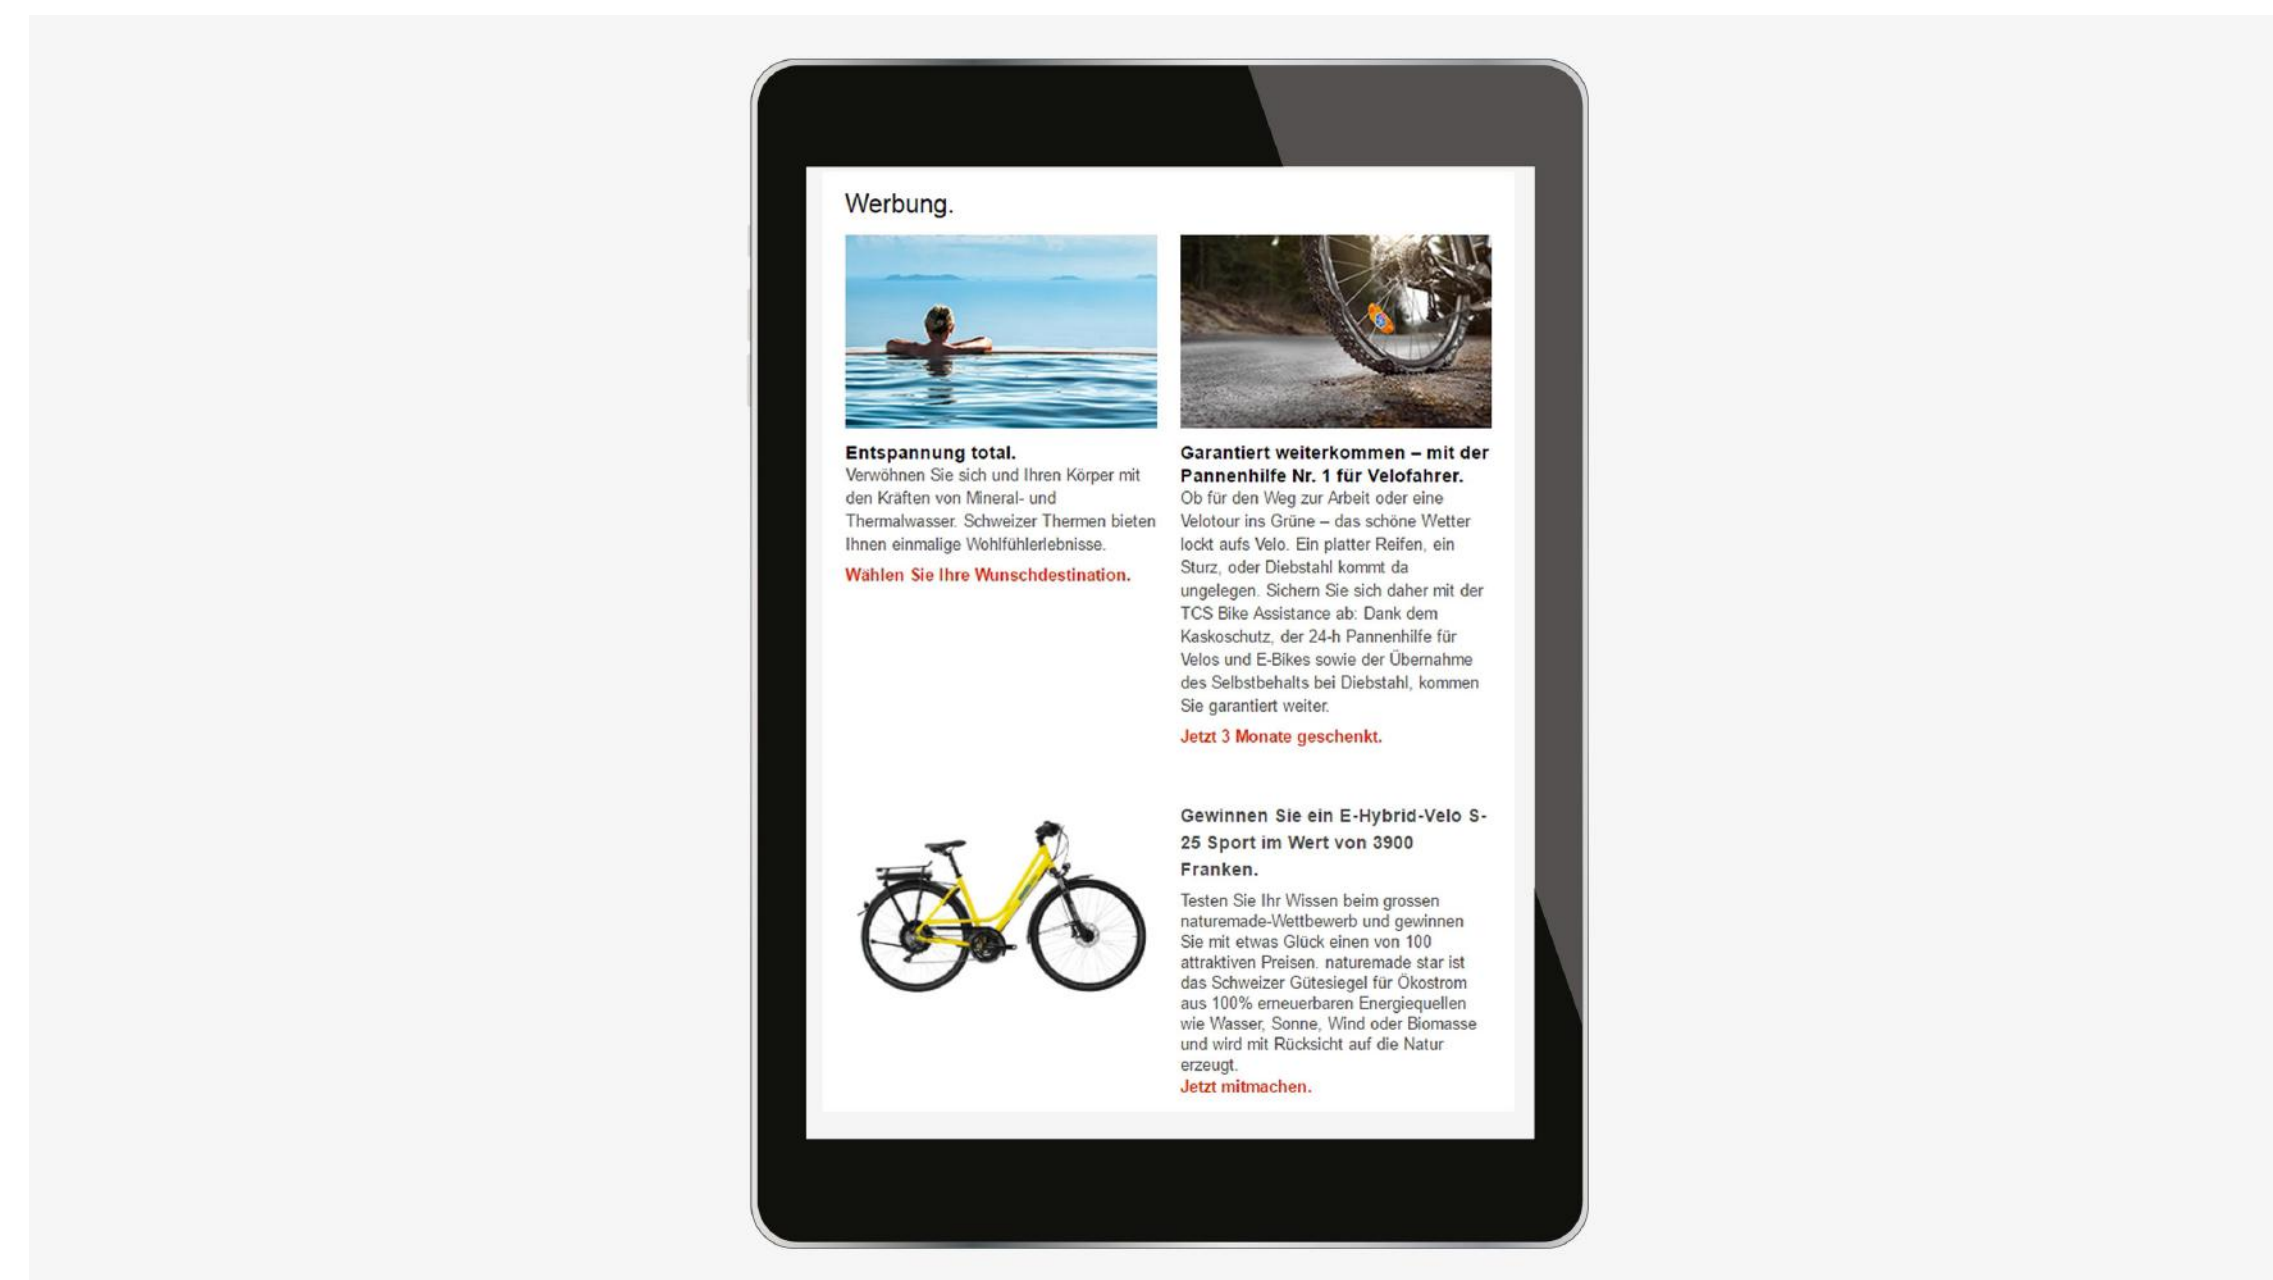 Werbung.
Entspannung total.
Verwöhnen Sie sich und Ihren Körper mit
den Kräften von Mineral- und
Thermalwasser. Schweizer Thermen bieten
Ihnen einmalige Wohlfühlerlebnisse.
Wählen Sie Ihre Wunschdestination.
Garantiert weiterkommen – mit der
Pannenhilfe Nr. 1 für Velofahrer.
Ob für den Weg zur Arbeit oder eine
Velotour ins Grüne – das schöne Wetter
lockt aufs Velo. Ein platter Reifen, ein
Sturz, oder Diebstahl kommt da
ungelegen. Sichern Sie sich daher mit der
TCS Bike Assistance ab: Dank dem
Kaskoschutz, der 24-h Pannenhilfe für
Velos und E-Bikes sowie der Übernahme
des Selbstbehalts bei Diebstahl, kommen
Sie garantiert weiter.
Jetzt 3 Monate geschenkt.
Gewinnen Sie ein E-Hybrid-Velo S-
25 Sport im Wert von 3900
Franken.
Testen Sie Ihr Wissen beim grossen
naturemade-Wettbewerb und gewinnen
Sie mit etwas Glück einen von 100
attraktiven Preisen. naturemade star ist
das Schweizer Gütesiegel für Ökostrom
aus 100% erneuerbaren Energiequellen
wie Wasser, Sonne, Wind oder Biomasse
und wird mit Rücksicht auf die Natur
erzeugt.
Jetzt mitmachen.